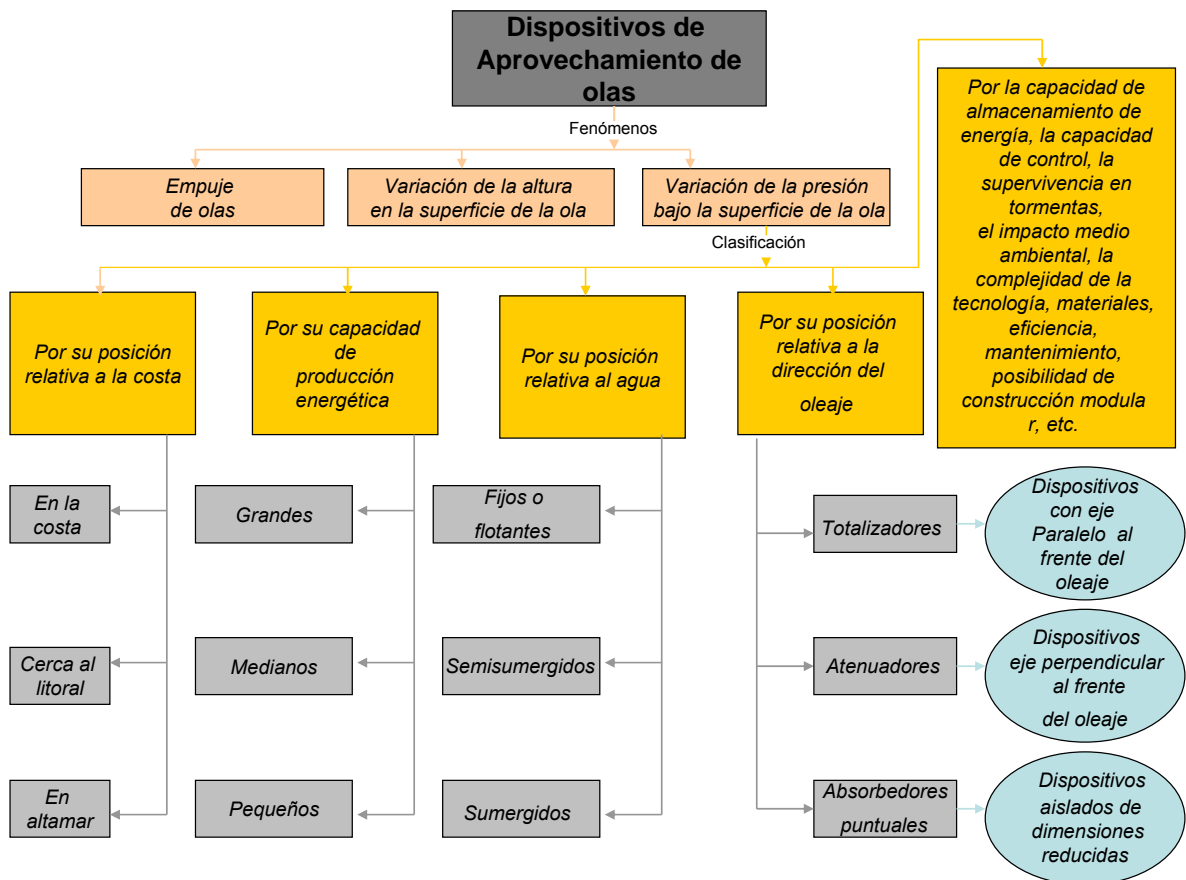 Dispositivos de
Aprovechamiento de
olas
Fenómenos
Empuje
de olas
Variación de la altura
en la superficie de la ola
Variación de la presión
bajo la superficie de la ola
Clasificación
Por la capacidad de
almacenamiento de
energía, la capacidad
de control, la
supervivencia en
tormentas,
el impacto medio
ambiental, la
complejidad de la
tecnología, materiales,
eficiencia,
mantenimiento,
posibilidad de
construcción modula
r, etc.
Por su posición
relativa a la costa
Por su capacidad
de
producción
energética
Por su posición
relativa al agua
Por su posición
relativa a la
dirección del
oleaje
En la
costa
Grandes
Fijos o
flotantes
Totalizadores
Dispositivos
con eje
Paralelo al
frente del
oleaje
Cerca al
litoral
Medianos
Semisumergidos
Atenuadores
Dispositivos
eje perpendicular
al frente
del oleaje
En
altamar
Pequeños
Sumergidos
Absorbedores
puntuales
Dispositivos
aislados de
dimensiones
reducidas